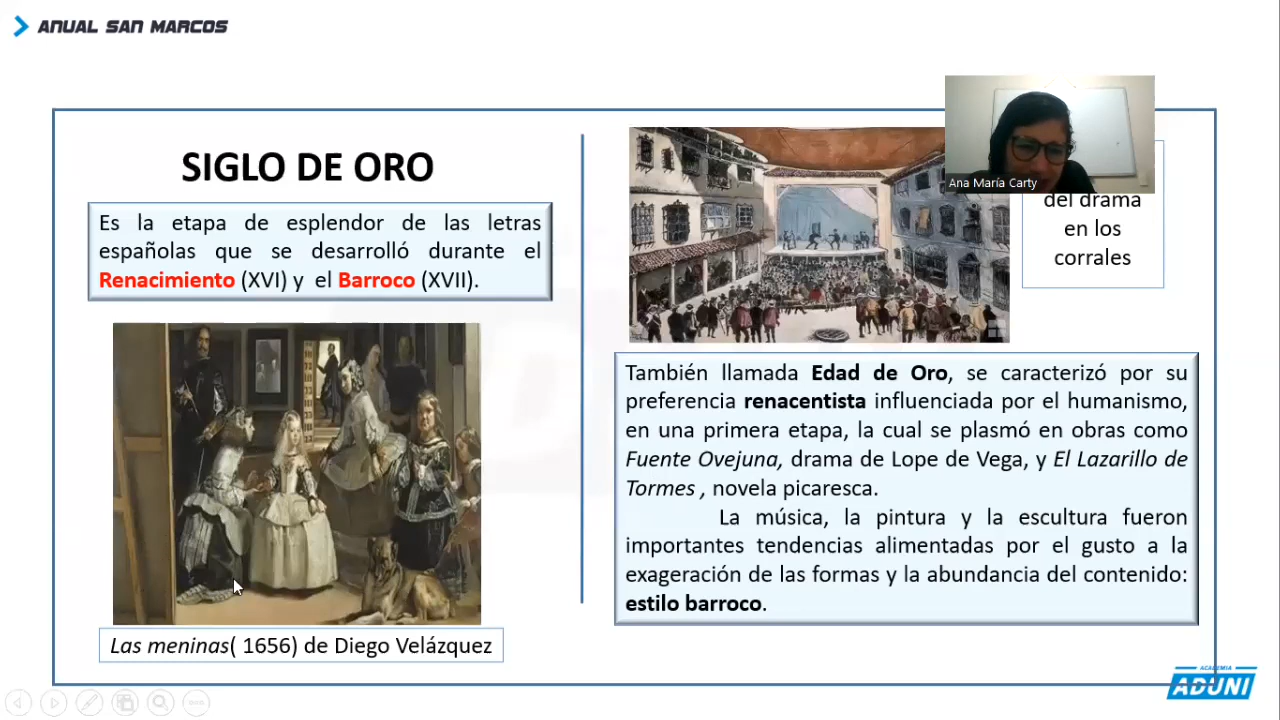 ANUAL SAN MARCOS
SIGLO DE ORO
Es la etapa de esplendor de las letras
españolas que se desarrolló durante el
Renacimiento (XVI) y el Barroco (XVII).
Las meninas( 1656) de Diego Velázquez
Ana María Carty
del drama
en los
corrales
También llamada Edad de Oro, se caracterizó por su
preferencia renacentista influenciada por el humanismo,
en una primera etapa, la cual se plasmó en obras como
Fuente Ovejuna, drama de Lope de Vega, y El Lazarillo de
Tormes , novela picaresca.
La música, la pintura y la escultura fueron
importantes tendencias alimentadas por el gusto a la
exageración de las formas y la abundancia del contenido:
estilo barroco.
ACADEMIA
ADUNI